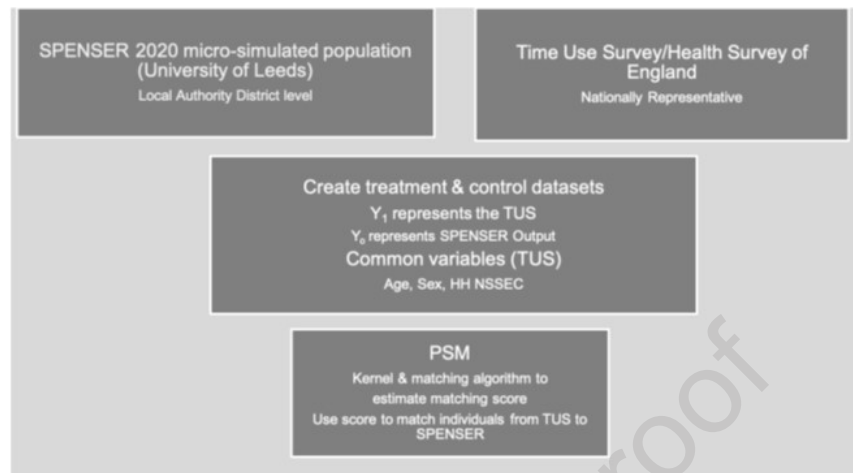 SPENSER 2020 micro-simulated population
(University of Leeds)
Local Authority District level
Time Use Survey/Health Survey of
England
Nationally Representative
Create treatment & control datasets
Y₁ represents the TUS
Y₀ represents SPENSER Output
Common variables (TUS)
Age, Sex, HH NSSEC
PSM
Kernel & matching algorithm to
estimate matching score
Use score to match individuals from TUS to
SPENSER
roof